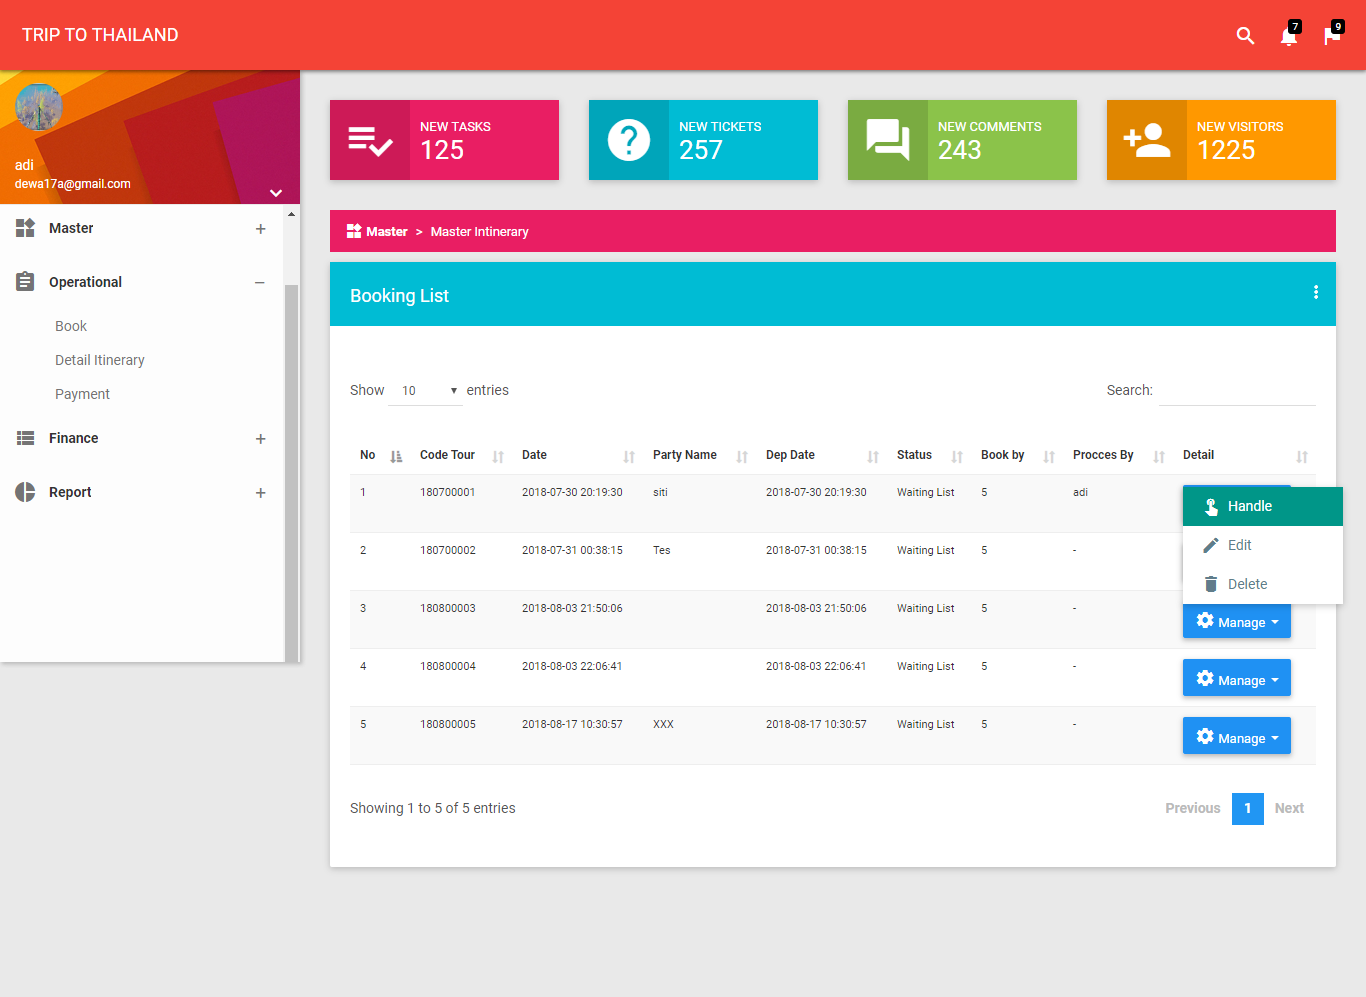 TRIP TO THAILAND
7
9
adi
dewa17a@gmail.com
Master
Operational
Book
Detail Itinerary
Payment
Finance
Report
NEW TASKS
125
NEW TICKETS
257
NEW COMMENTS
243
NEW VISITORS
1225
Master > Master Intinerary
Booking List
Show 10 entries
Search:
No Code Tour Date Party Name Dep Date Status Book by Procces By Detail
1 180700001 2018-07-30 20:19:30 siti 2018-07-30 20:19:30 Waiting List 5 adi
Handle
2 180700002 2018-07-31 00:38:15 Tes 2018-07-31 00:38:15 Waiting List 5 -
Edit
Delete
3 180800003 2018-08-03 21:50:06 2018-08-03 21:50:06 Waiting List 5 - Manage
4 180800004 2018-08-03 22:06:41 2018-08-03 22:06:41 Waiting List 5 - Manage
5 180800005 2018-08-17 10:30:57 XXX 2018-08-17 10:30:57 Waiting List 5 - Manage
Showing 1 to 5 of 5 entries
Previous 1 Next